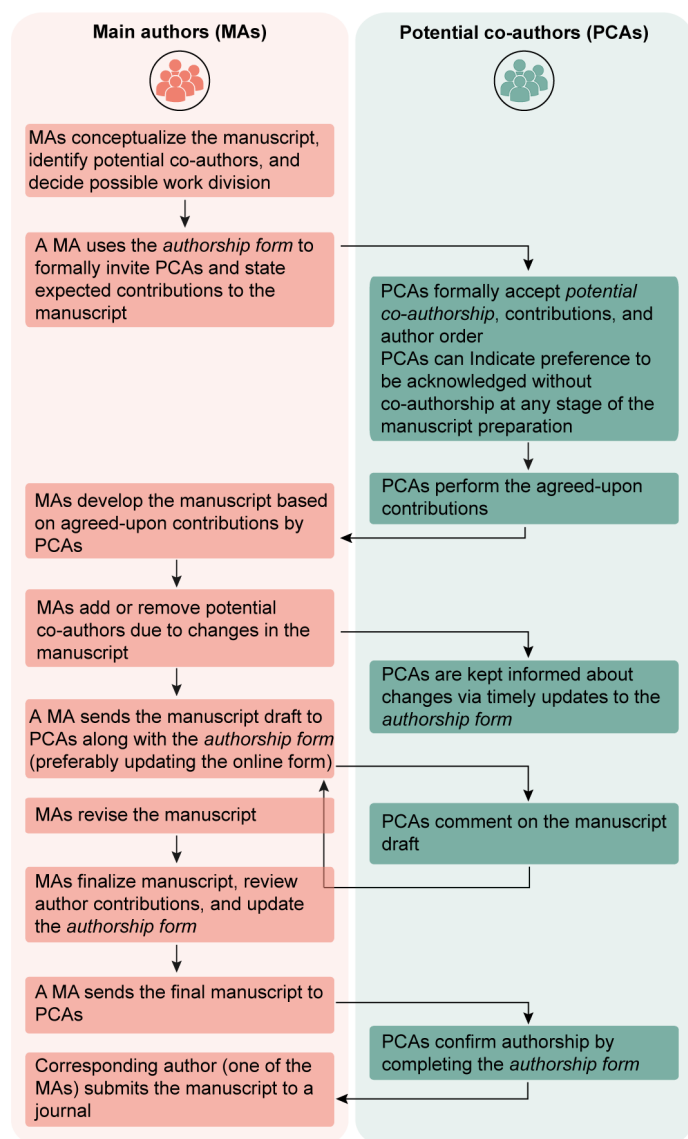 Main authors (MAs)
Potential co-authors (PCAs)
MAs conceptualize the manuscript,
identify potential co-authors, and
decide possible work division
A MA uses the authorship form to
formally invite PCAs and state
expected contributions to the
manuscript
PCAs formally accept potential
co-authorship, contributions, and
author order
PCAs can Indicate preference to
be acknowledged without
co-authorship at any stage of the
manuscript preparation
PCAs perform the agreed-upon
contributions
MAs develop the manuscript based
on agreed-upon contributions by
PCAs
MAs add or remove potential
co-authors due to changes in the
manuscript
PCAs are kept informed about
changes via timely updates to the
authorship form
A MA sends the manuscript draft to
PCAs along with the authorship form
(preferably updating the online form)
PCAs comment on the manuscript
draft
MAs revise the manuscript
MAs finalize manuscript, review
author contributions, and update
the authorship form
A MA sends the final manuscript to
PCAs
PCAs confirm authorship by
completing the authorship form
Corresponding author (one of the
MAs) submits the manuscript to a
journal